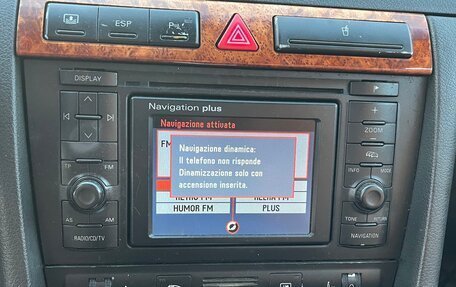 ESP
DISPLAY
Navigation plus
Navigazione attivata
FM
Navigazione dinamica:
Il telefono non risponde
Dinamizzazione solo con
accensione inserita.
HUMOR FM
PLUS
ZOOM
TP
FM
INFO
MODE
AS
AM
TONE
RETURN
RADIO/CD/TV
NAVIGATION